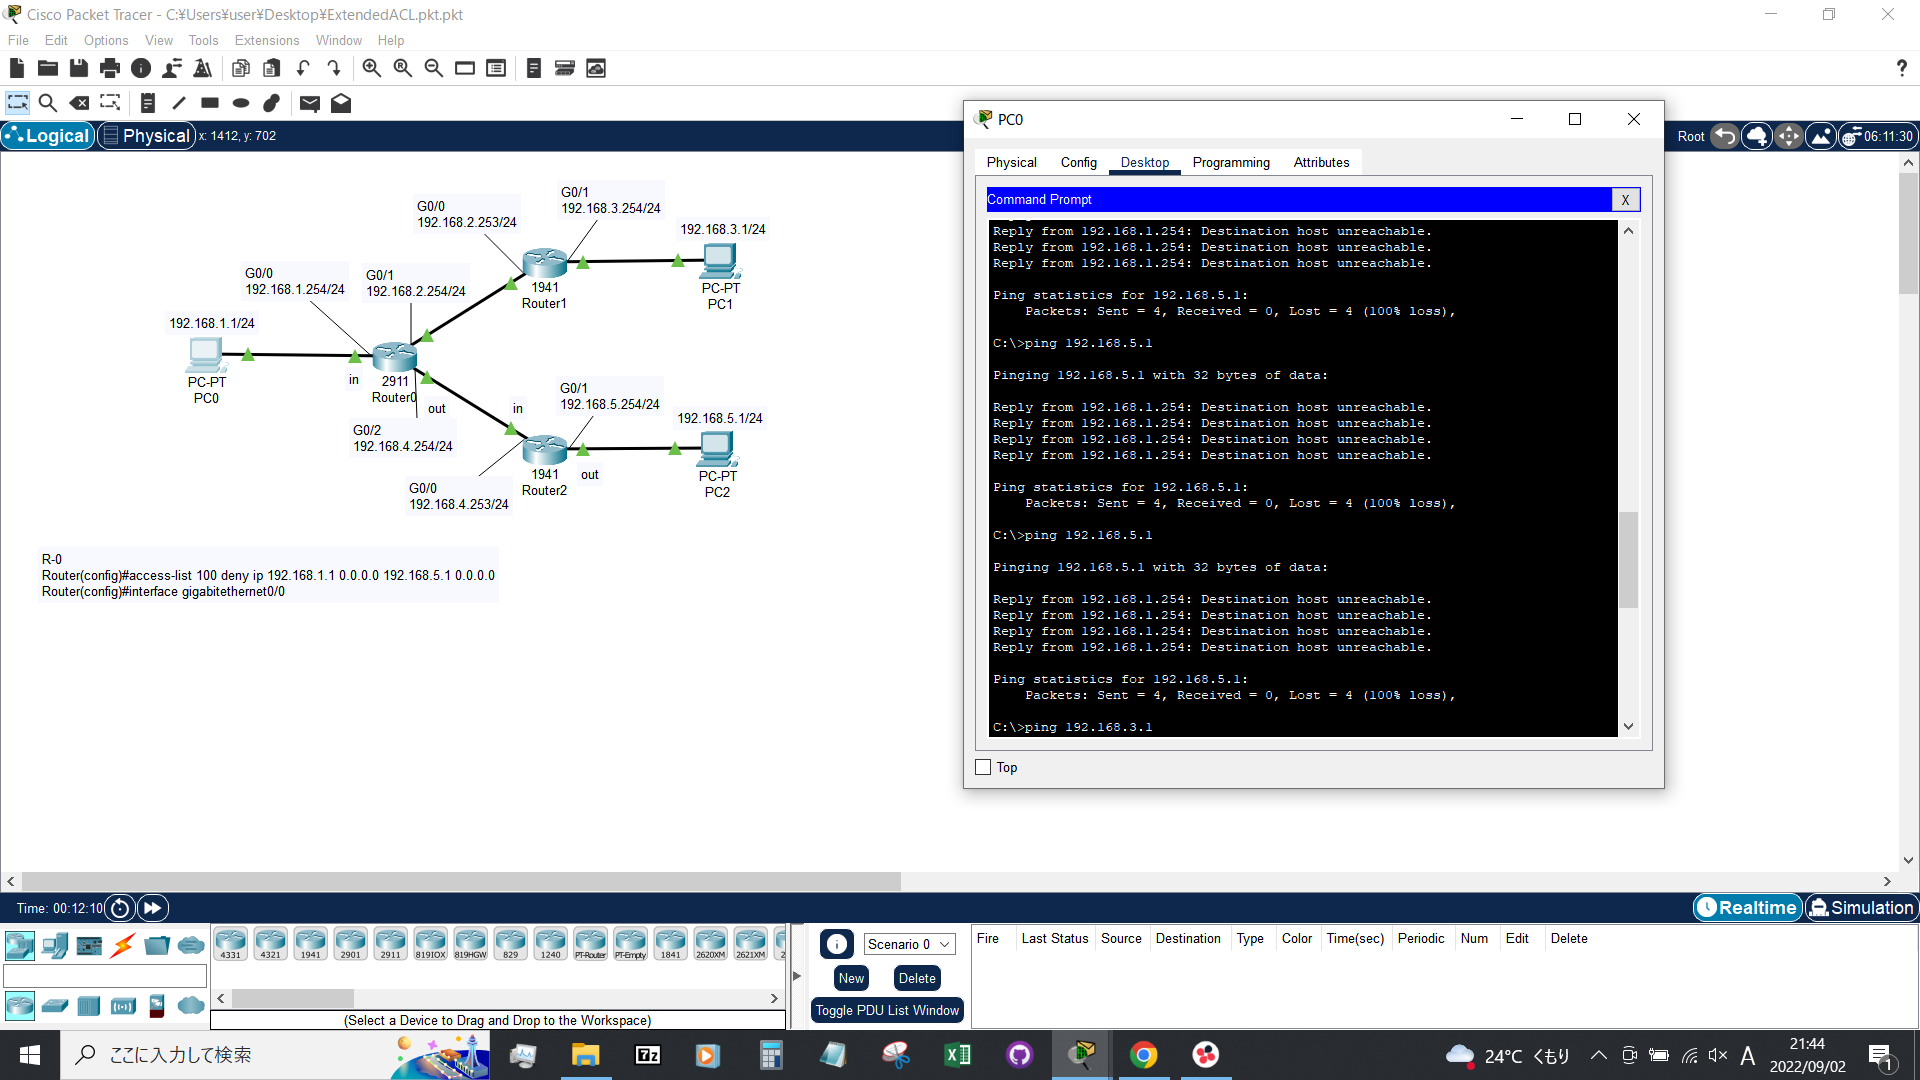 Cisco Packet Tracer - C:¥Users¥user¥Desktop¥ExtendedACL.pkt.pkt
File Edit Options View Tools Extensions Window Help
?
Logical Physical x: 1412, y: 702
Root 06:11:30
G0/0
192.168.2.253/24
G0/1
192.168.3.254/24
192.168.3.1/24
G0/0
192.168.1.254/24
G0/1
192.168.2.254/24
1941
Router1
PC-PT
PC1
192.168.1.1/24
PC-PT
PC0
in
2911
Router0
out
in
G0/1
192.168.5.254/24
192.168.5.1/24
G0/2
192.168.4.254/24
1941
Router2
out
PC-PT
PC2
G0/0
192.168.4.253/24
R-0
Router(config)#access-list 100 deny ip 192.168.1.1 0.0.0.0 192.168.5.1 0.0.0.0
Router(config)#interface gigabitethernet0/0
PC0
Physical Config Desktop Programming Attributes
Command Prompt X
Reply from 192.168.1.254: Destination host unreachable.
Reply from 192.168.1.254: Destination host unreachable.
Reply from 192.168.1.254: Destination host unreachable.
Ping statistics for 192.168.5.1:
Packets: Sent = 4, Received = 0, Lost = 4 (100% loss),
C:\>ping 192.168.5.1
Pinging 192.168.5.1 with 32 bytes of data:
Reply from 192.168.1.254: Destination host unreachable.
Reply from 192.168.1.254: Destination host unreachable.
Reply from 192.168.1.254: Destination host unreachable.
Reply from 192.168.1.254: Destination host unreachable.
Ping statistics for 192.168.5.1:
Packets: Sent = 4, Received = 0, Lost = 4 (100% loss),
C:\>ping 192.168.5.1
Pinging 192.168.5.1 with 32 bytes of data:
Reply from 192.168.1.254: Destination host unreachable.
Reply from 192.168.1.254: Destination host unreachable.
Reply from 192.168.1.254: Destination host unreachable.
Reply from 192.168.1.254: Destination host unreachable.
Ping statistics for 192.168.5.1:
Packets: Sent = 4, Received = 0, Lost = 4 (100% loss),
C:\>ping 192.168.3.1
Top
Time: 00:12:10
Realtime Simulation
4331 4321 1941 2901 2911 819IOX 819HGW 829 1240 PT-Router PT-Empty 1841 2620XM 2621XM 2
(Select a Device to Drag and Drop to the Workspace)
Scenario 0
New Delete
Toggle PDU List Window
Fire Last Status Source Destination Type Color Time(sec) Periodic Num Edit Delete
ここに入力して検索
7z
24°C くもり
A
21:44
2022/09/02
1